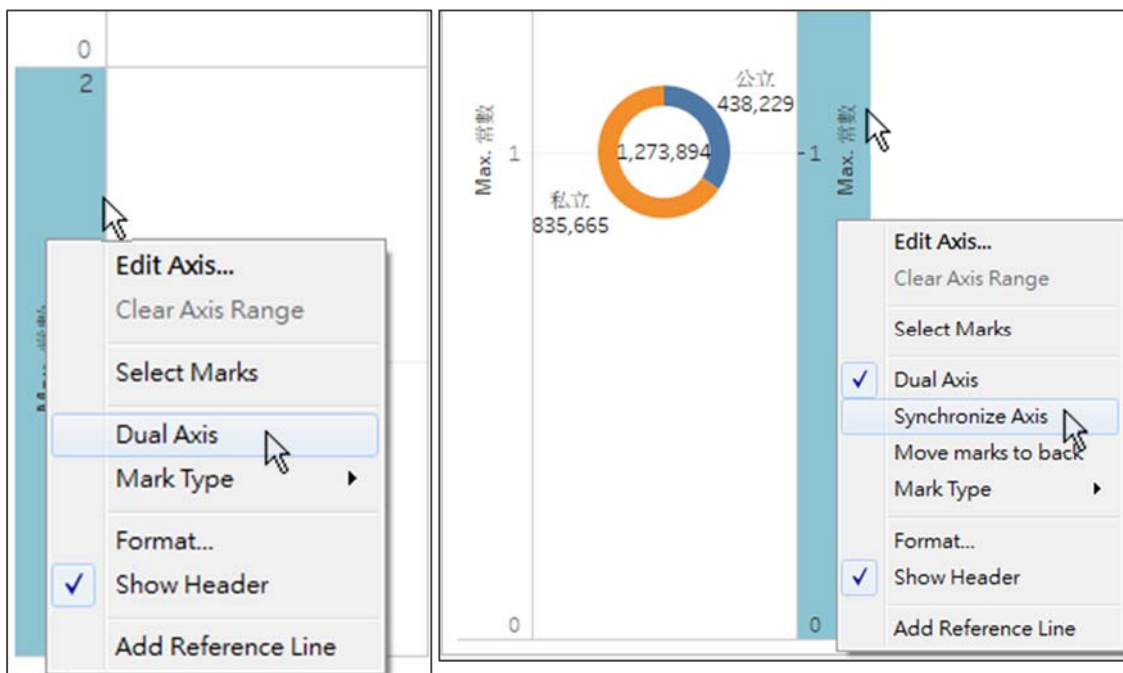 0
2
Edit Axis...
Clear Axis Range
Select Marks
Dual Axis
Mark Type
Format...
Show Header
Add Reference Line
公立
438,229
Max. 常數
1
1,273,894
1
Max. 常數
私立
835,665
Edit Axis...
Clear Axis Range
Select Marks
Dual Axis
Synchronize Axis
Move marks to back
Mark Type
Format...
Show Header
Add Reference Line
0
0